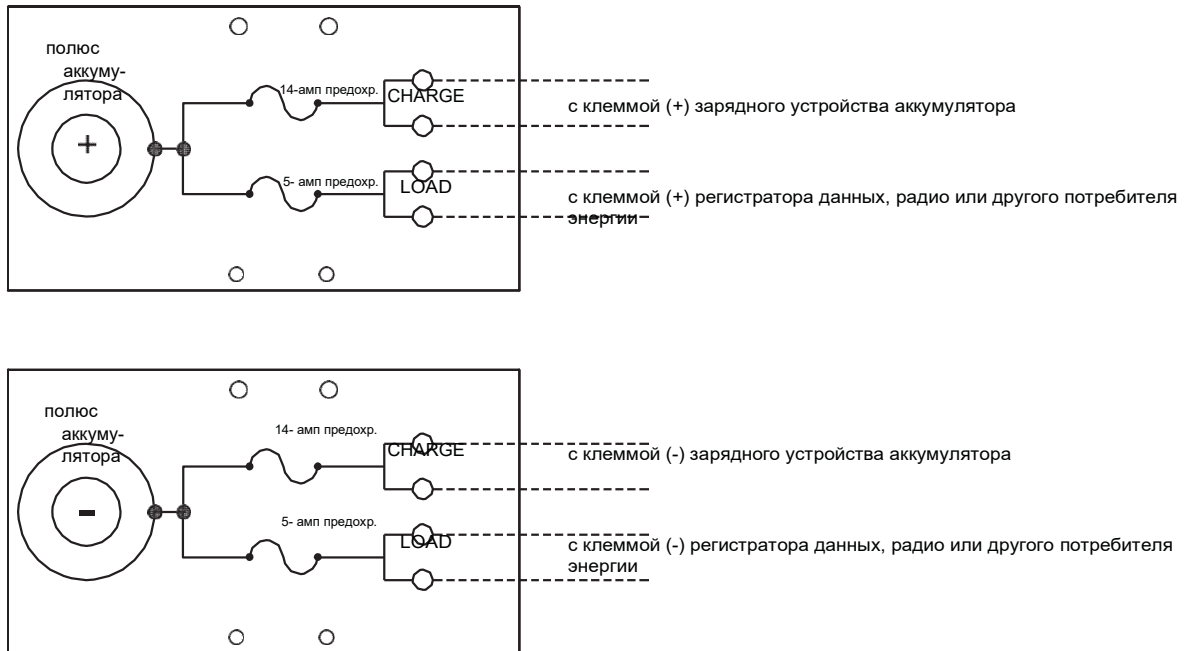 полюс
аккуму-
лятора
+
14-амп предохр.
CHARGE
с клеммой (+) зарядного устройства аккумулятора
5- амп предохр.
LOAD
с клеммой (+) регистратора данных, радио или другого потребителя
энергии
полюс
аккуму-
лятора
-
14- амп предохр.
CHARGE
с клеммой (-) зарядного устройства аккумулятора
5- амп предохр.
LOAD
с клеммой (-) регистратора данных, радио или другого потребителя
энергии